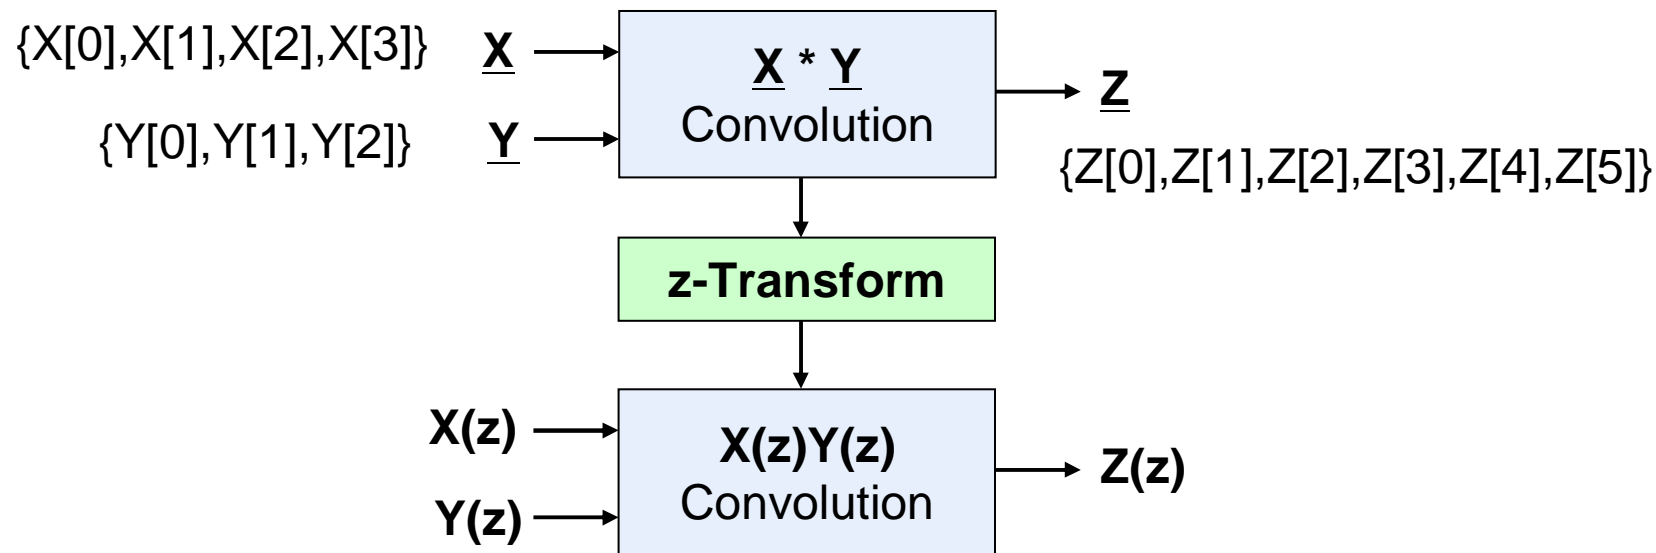 {X[0],X[1],X[2],X[3]} X
{Y[0],Y[1],Y[2]} Y
X * Y
Convolution
Z
{Z[0],Z[1],Z[2],Z[3],Z[4],Z[5]}
z-Transform
X(z)
Y(z)
X(z)Y(z)
Convolution
Z(z)